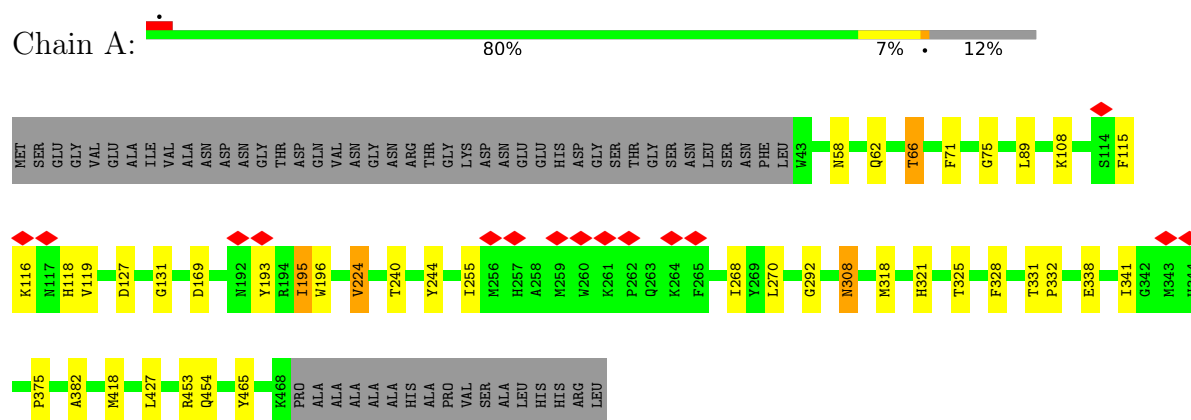 Chain A:
•
80% 7% • 12%
MET SER GLU GLY VAL GLU ALA ILE VAL ALA ASN ASP ASN GLY THR ASP GLN VAL ASN GLY ASN ARG THR GLY LYS ASP ASN GLU GLU HIS ASP GLY SER THR GLY SER ASN LEU SER ASN PHE LEU W43 N58 Q62 T66 F71 G75 L89 K108 S114 F115
K116 N117 H118 V119 D127 G131 D169 N192 Y193 R194 I195 W196 V224 T240 Y244 I255 M256 H257 A258 M259 W260 K261 P262 Q263 K264 F265 I268 Y269 L270 G292 N308 M318 H321 T325 F328 T331 P332 E338 I341 G342 M343
P375 A382 M418 L427 R453 Q454 Y465 K468 PRO ALA ALA ALA ALA ALA HIS ALA PRO VAL SER ALA LEU HIS HIS ARG LEU